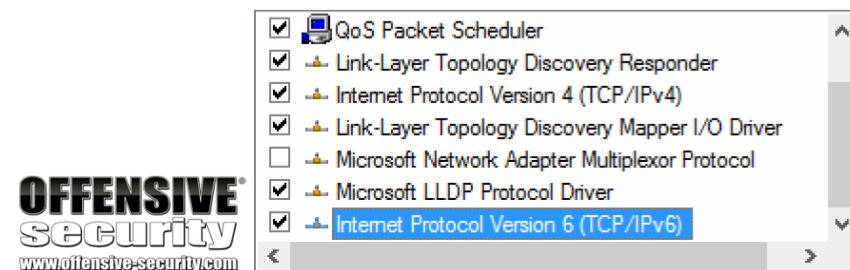 QoS Packet Scheduler
Link-Layer Topology Discovery Responder
Internet Protocol Version 4 (TCP/IPv4)
Link-Layer Topology Discovery Mapper I/O Driver
Microsoft Network Adapter Multiplexor Protocol
Microsoft LLDP Protocol Driver
Internet Protocol Version 6 (TCP/IPv6)
OFFENSIVE®
security
www.offensive-security.com